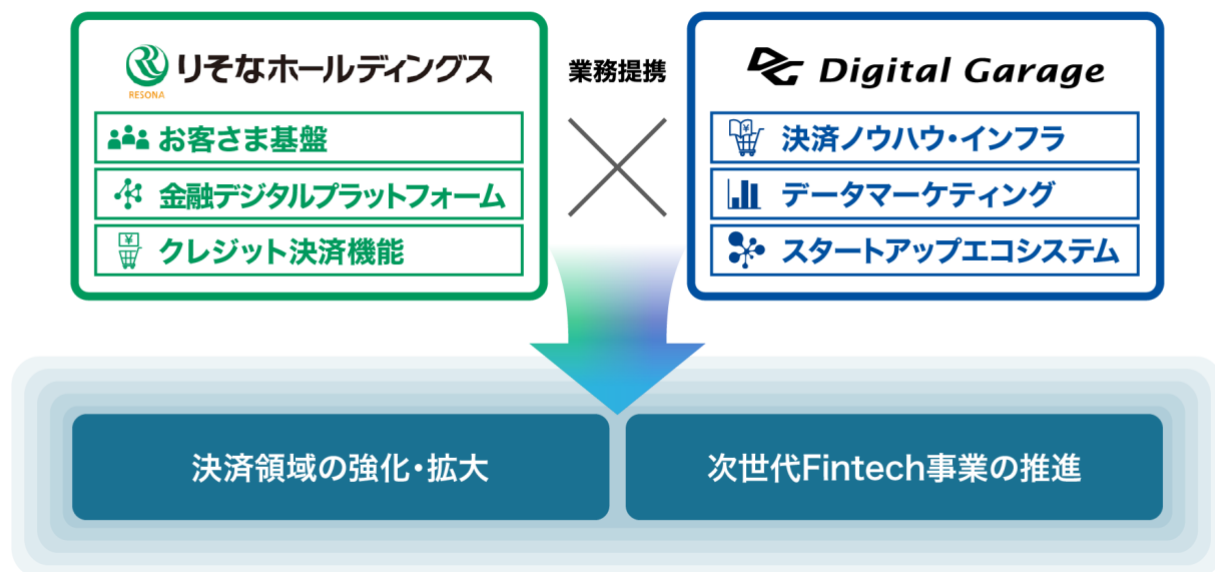 りそなホールディングス
RESONA
業務提携
DG Digital Garage
お客さま基盤
金融デジタルプラットフォーム
クレジット決済機能
決済ノウハウ・インフラ
データマーケティング
スタートアップエコシステム
決済領域の強化・拡大
次世代Fintech事業の推進